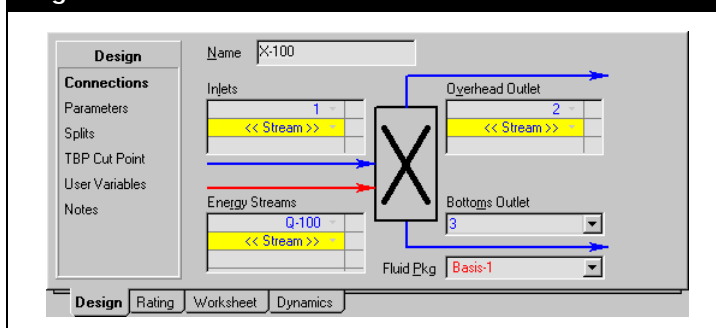 Design
Connections
Parameters
Splits
TBP Cut Point
User Variables
Notes
Name X-100
Inlets
1
<< Stream >>
Overhead Outlet
2
<< Stream >>
Energy Streams
Q-100
<< Stream >>
Bottoms Outlet
3
Fluid Pkg Basis-1
Design Rating Worksheet Dynamics